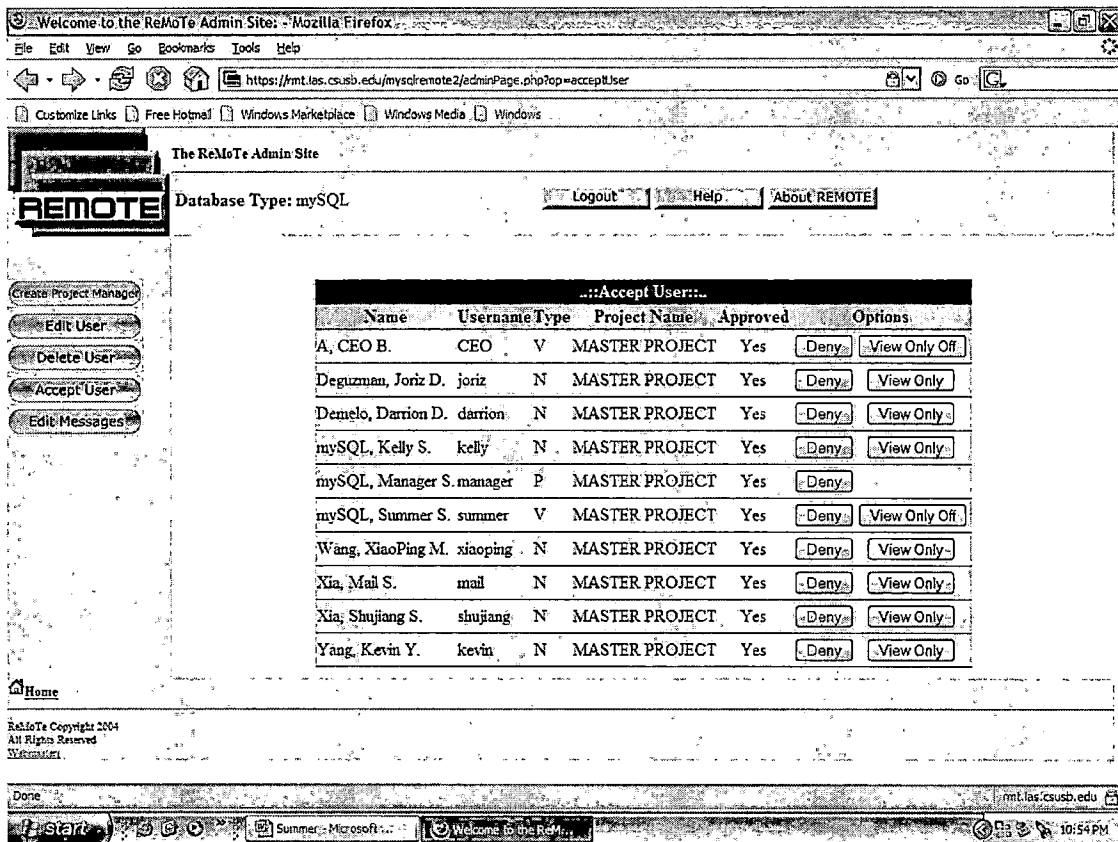 Welcome to the ReMoTe Admin Site: - Mozilla Firefox
File Edit View Go Bookmarks Tools Help
https://rmt.las.csusb.edu/mysqlremote2/adminPage.php?op=acceptUser
Go
Customize Links Free Hotmail Windows Marketplace Windows Media Windows
The ReMoTe Admin Site
REMOTE
Database Type: mySQL
Logout Help About REMOTE
Create Project Manager
Edit User
Delete User
Accept User
Edit Messages
..::Accept User::..
Name Username Type Project Name Approved Options
A, CEO B. CEO V MASTER PROJECT Yes Deny View Only Off
Deguzman, Joriz D. joriz N MASTER PROJECT Yes Deny View Only
Demelo, Darrion D. darrion N MASTER PROJECT Yes Deny View Only
mySQL, Kelly S. kelly N MASTER PROJECT Yes Deny View Only
mySQL, Manager S. manager P MASTER PROJECT Yes Deny
mySQL, Summer S. summer V MASTER PROJECT Yes Deny View Only Off
Wang, XiaoPing M. xiaoping N MASTER PROJECT Yes Deny View Only
Xia, Mail S. mail N MASTER PROJECT Yes Deny View Only
Xia, Shujiang S. shujiang N MASTER PROJECT Yes Deny View Only
Yang, Kevin Y. kevin N MASTER PROJECT Yes Deny View Only
Home
ReMoTe Copyright 2004
All Rights Reserved
Webmaster
Done
rmt.las.csusb.edu
start
Summer - Microsoft ...
Welcome to the ReM...
10:54 PM